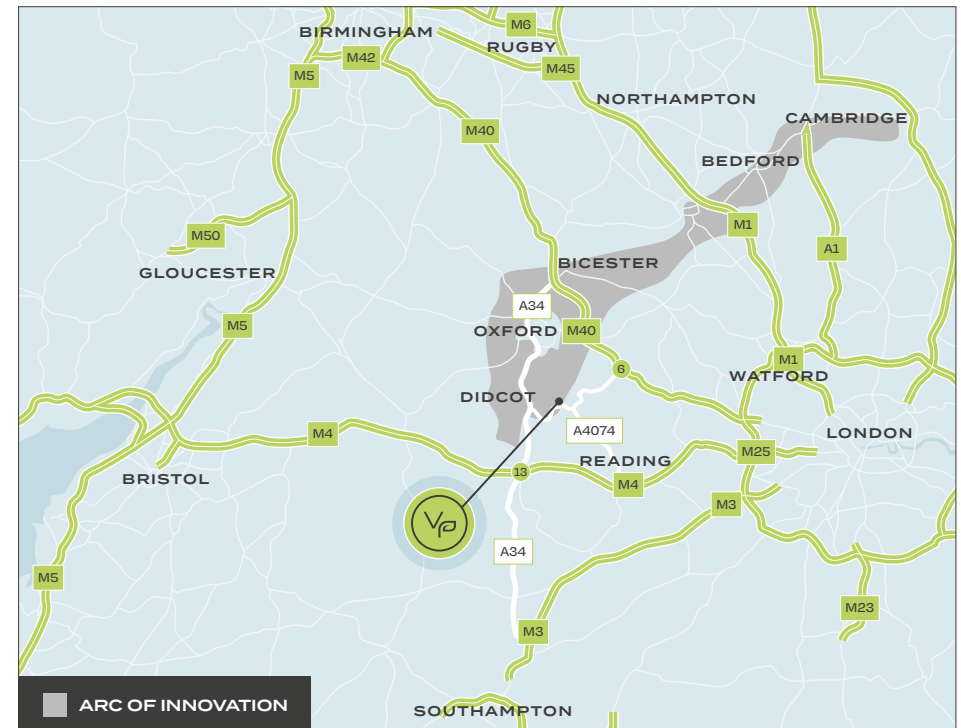 M6
BIRMINGHAM
RUGBY
M42
M5
M45
NORTHAMPTON
CAMBRIDGE
M40
BEDFORD
M1
M50
A1
BICESTER
GLOUCESTER
A34
M5
OXFORD
M40
M1
6
WATFORD
DIDCOT
A4074
M4
LONDON
M25
READING
13
BRISTOL
M4
M3
VP
A34
M5
M23
M3
ARC OF INNOVATION
SOUTHAMPTON